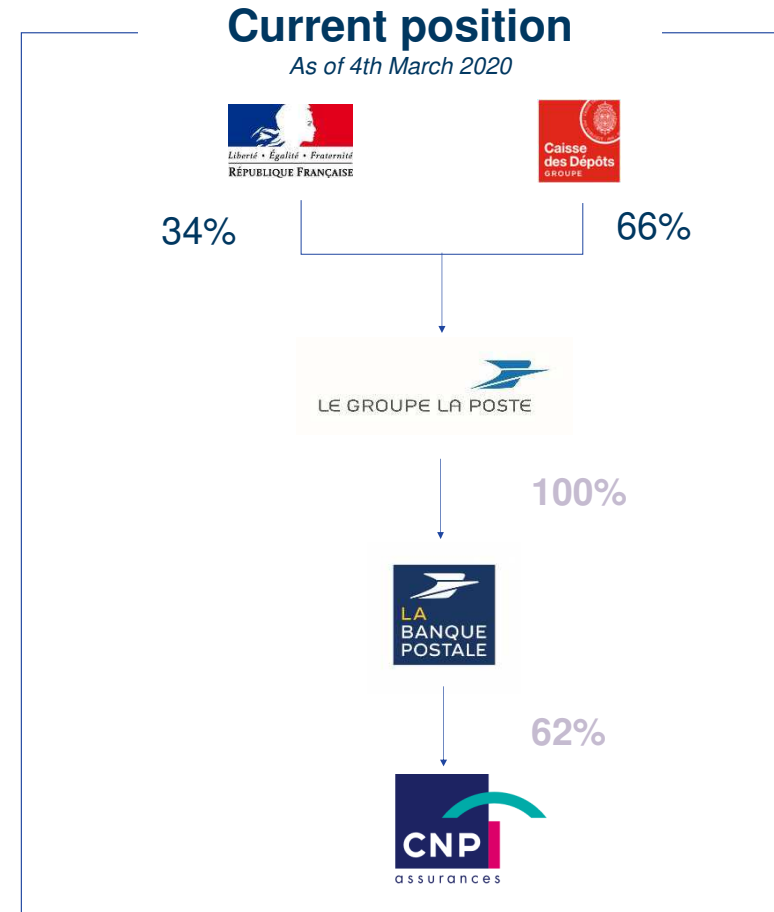 Current position
As of 4th March 2020
Liberté • Égalité • Fraternité
RÉPUBLIQUE FRANÇAISE
Caisse
des Dépôts
GROUPE
34%
66%
LE GROUPE LA POSTE
100%
LA
BANQUE
POSTALE
62%
CNP
assurances